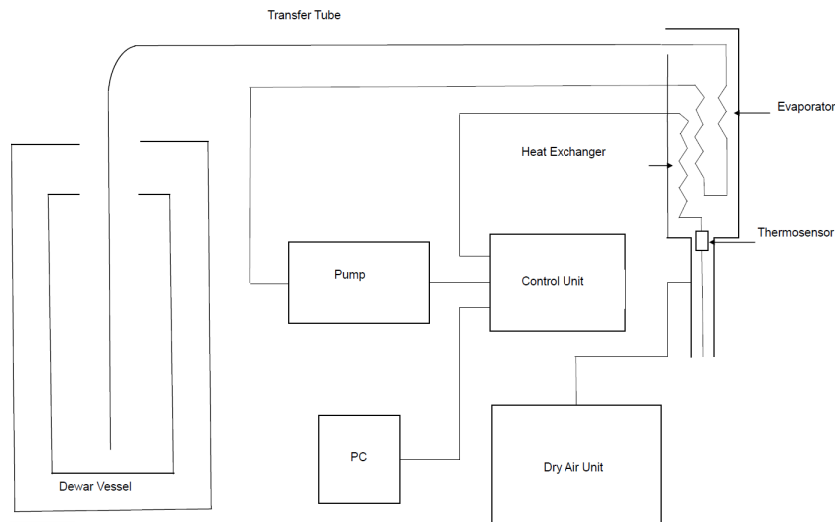 Transfer Tube
Evaporator
Heat Exchanger
Thermosensor
Pump
Control Unit
PC
Dry Air Unit
Dewar Vessel